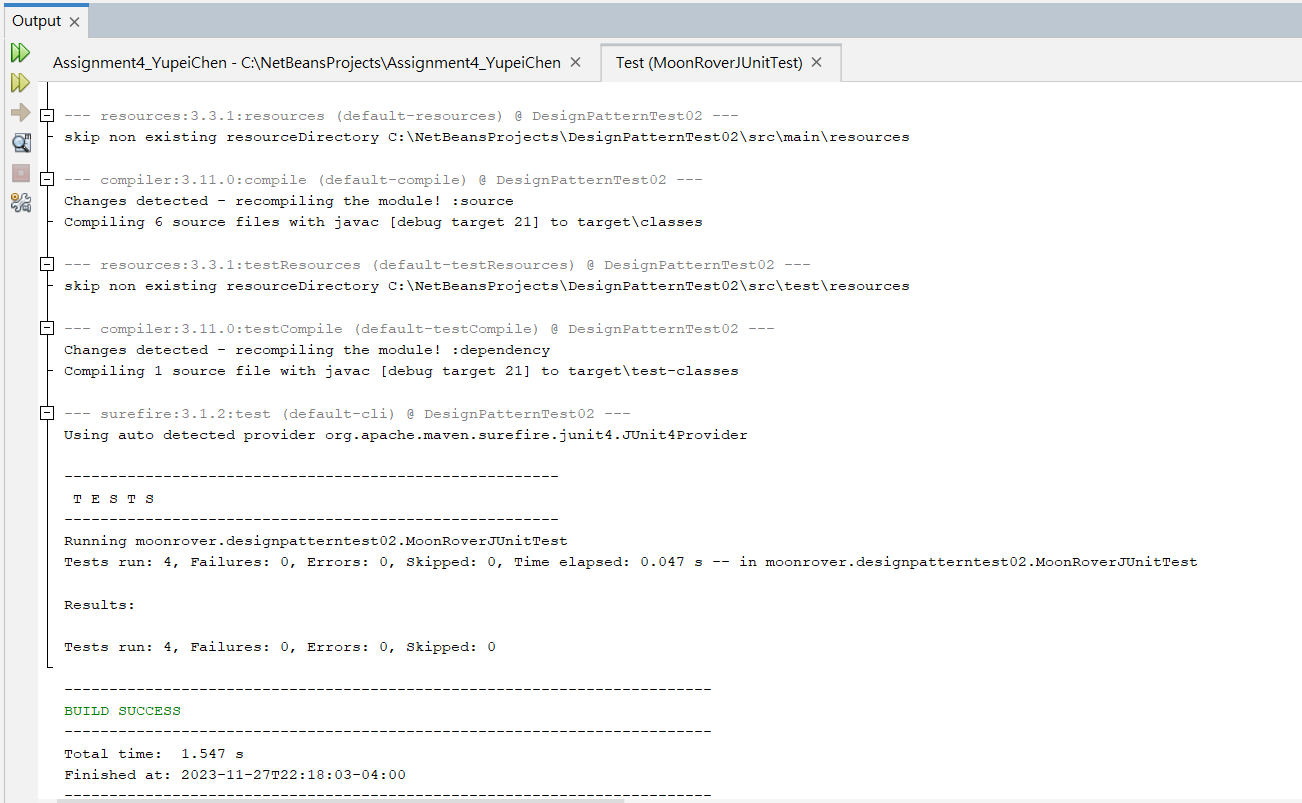 Output
Assignment4_YupeiChen - C:\NetBeansProjects\Assignment4_YupeiChen
Test (MoonRoverJUnitTest)
--- resources:3.3.1:resources (default-resources) @ DesignPatternTest02 ---
skip non existing resourceDirectory C:\NetBeansProjects\DesignPatternTest02\src\main\resources
--- compiler:3.11.0:compile (default-compile) @ DesignPatternTest02 ---
Changes detected - recompiling the module! :source
Compiling 6 source files with javac [debug target 21] to target\classes
--- resources:3.3.1:testResources (default-testResources) @ DesignPatternTest02 ---
skip non existing resourceDirectory C:\NetBeansProjects\DesignPatternTest02\src\test\resources
--- compiler:3.11.0:testCompile (default-testCompile) @ DesignPatternTest02 ---
Changes detected - recompiling the module! :dependency
Compiling 1 source file with javac [debug target 21] to target\test-classes
--- surefire:3.1.2:test (default-cli) @ DesignPatternTest02 ---
Using auto detected provider org.apache.maven.surefire.junit4.JUnit4Provider
-------------------------------------------------------
T E S T S
-------------------------------------------------------
Running moonrover.designpatterntest02.MoonRoverJUnitTest
Tests run: 4, Failures: 0, Errors: 0, Skipped: 0, Time elapsed: 0.047 s -- in moonrover.designpatterntest02.MoonRoverJUnitTest
Results:
Tests run: 4, Failures: 0, Errors: 0, Skipped: 0
------------------------------------------------------------------------
BUILD SUCCESS
------------------------------------------------------------------------
Total time:  1.547 s
Finished at: 2023-11-27T22:18:03-04:00
------------------------------------------------------------------------